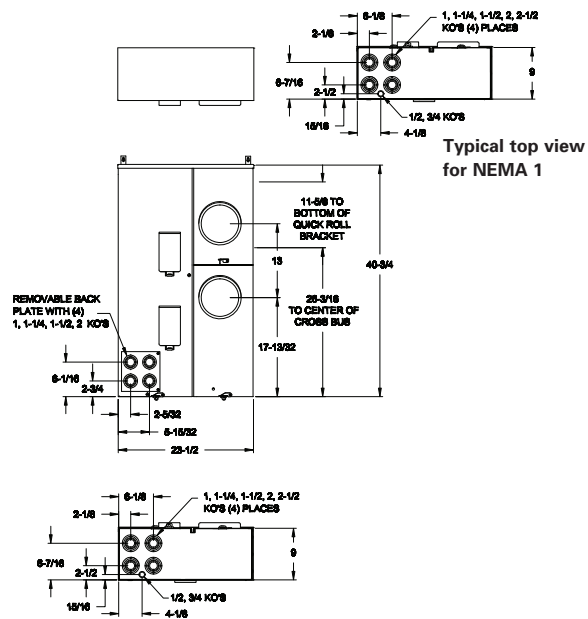 6-1/8
1, 1-1/4, 1-1/2, 2, 2-1/2
KO'S (4) PLACES
2-1/8
6-7/16
2-1/2
9
1/2, 3/4 KO'S
15/16
4-1/8
Typical top view
for NEMA 1
11-5/8 TO
BOTTOM OF
QUICK ROLL
BRACKET
13
40-3/4
REMOVABLE BACK
PLATE WITH (4)
1, 1-1/4, 1-1/2, 2 KO'S
26-3/16
TO CENTER OF
CROSS BUS
17-13/32
6-1/16
2-3/4
2-5/32
5-15/32
23-1/2
6-1/8
1, 1-1/4, 1-1/2, 2, 2-1/2
KO'S (4) PLACES
2-1/8
6-7/16
2-1/2
9
1/2, 3/4 KO'S
15/16
4-1/8